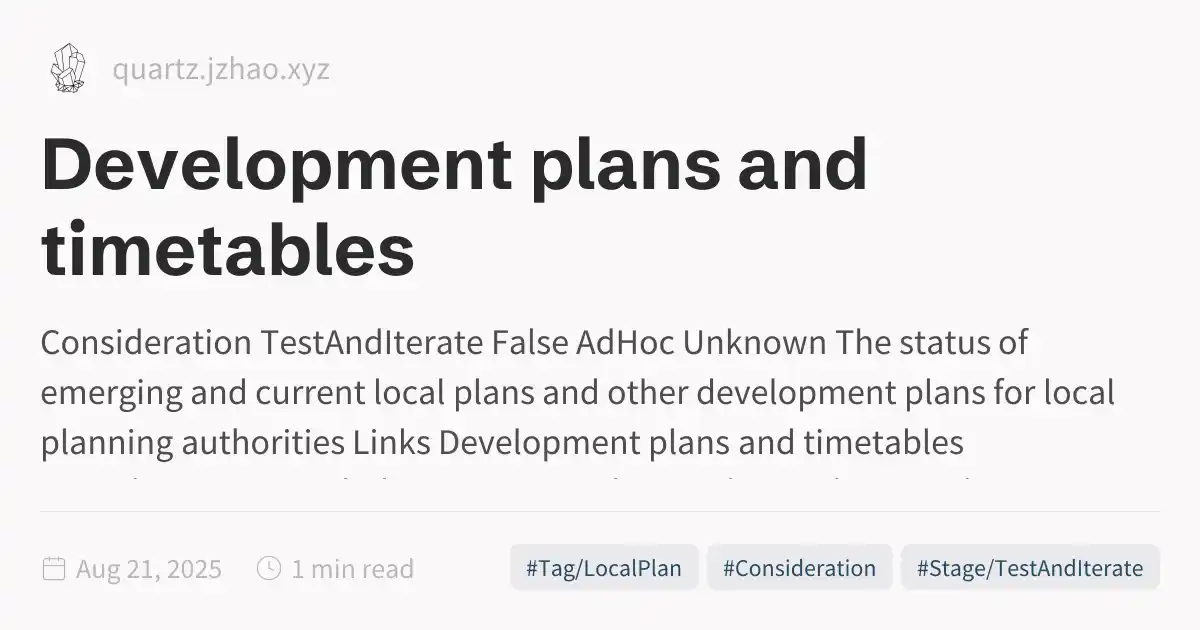 quartz.jzhao.xyz
Development plans and
timetables
Consideration TestAndIterate False AdHoc Unknown The status of
emerging and current local plans and other development plans for local
planning authorities Links Development plans and timetables
Aug 21, 2025
1 min read
#Tag/LocalPlan
#Consideration
#Stage/TestAndIterate